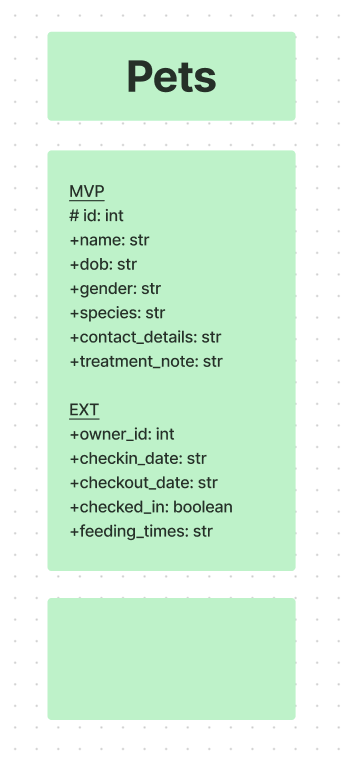 Pets
MVP
# id: int
+name: str
+dob: str
+gender: str
+species: str
+contact_details: str
+treatment_note: str
EXT
+owner_id: int
+checkin_date: str
+checkout_date: str
+checked_in: boolean
+feeding_times: str